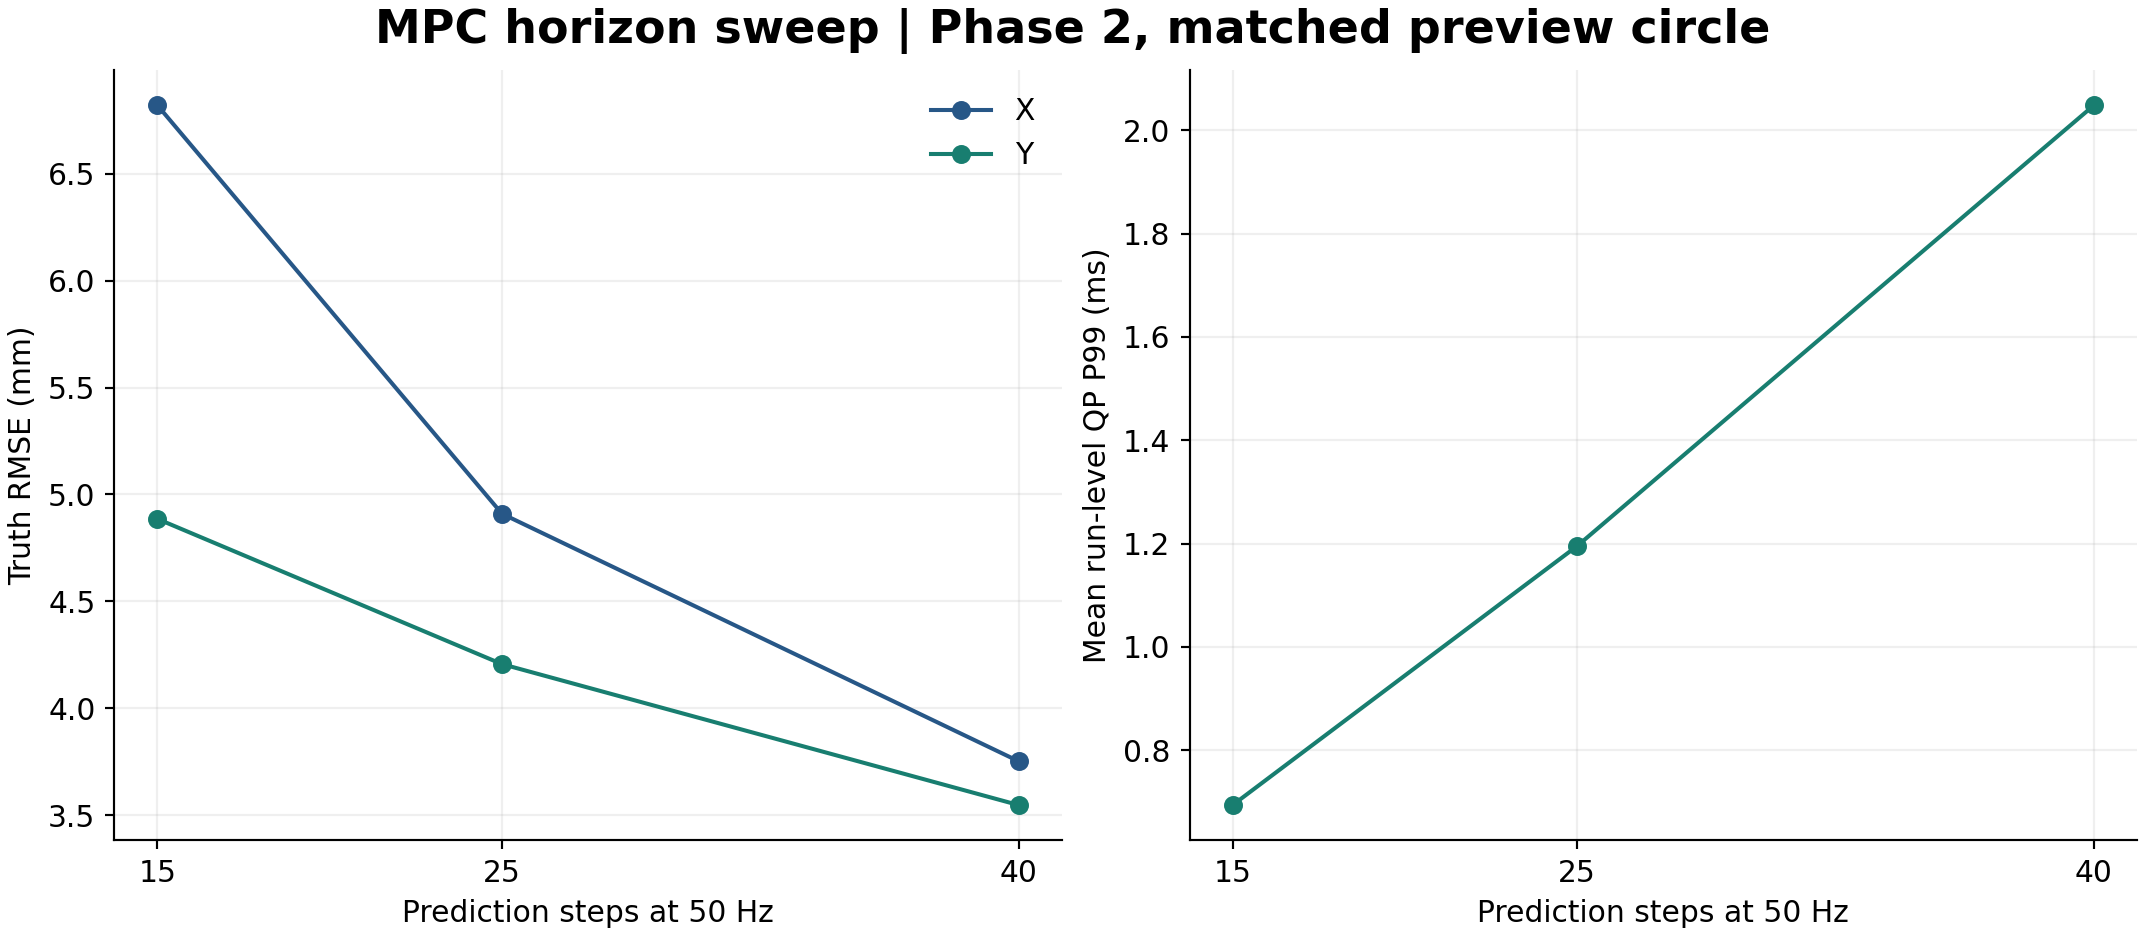 MPC horizon sweep | Phase 2, matched preview circle
Truth RMSE (mm)
6.5
6.0
5.5
5.0
4.5
4.0
3.5
X
Y
15
25
40
Prediction steps at 50 Hz
Mean run-level QP P99 (ms)
2.0
1.8
1.6
1.4
1.2
1.0
0.8
15
25
40
Prediction steps at 50 Hz